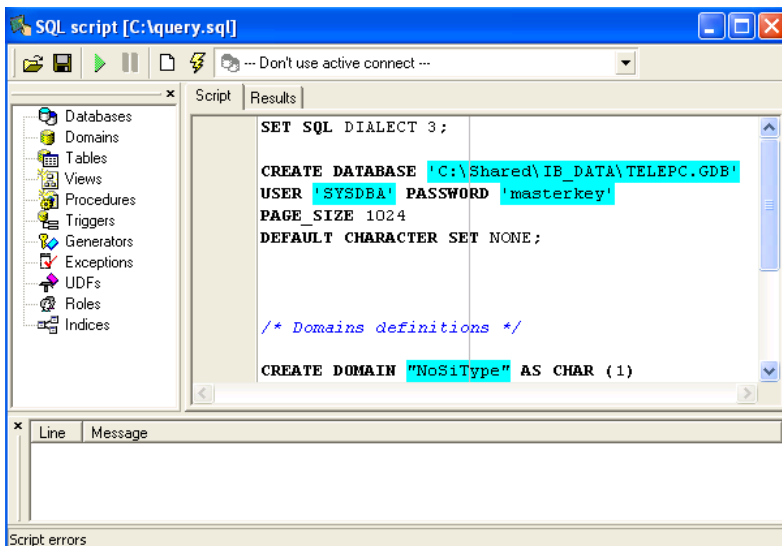 SQL script [C:\query.sql]
--- Don't use active connect ---
Databases
Domains
Tables
Views
Procedures
Triggers
Generators
Exceptions
UDFs
Roles
Indices
Script Results
SET SQL DIALECT 3;
CREATE DATABASE 'C:\Shared\IB_DATA\TELEPC.GDB'
USER 'SYSDBA' PASSWORD 'masterkey'
PAGE_SIZE 1024
DEFAULT CHARACTER SET NONE;
/* Domains definitions */
CREATE DOMAIN "NoSiType" AS CHAR (1)
Line Message
Script errors